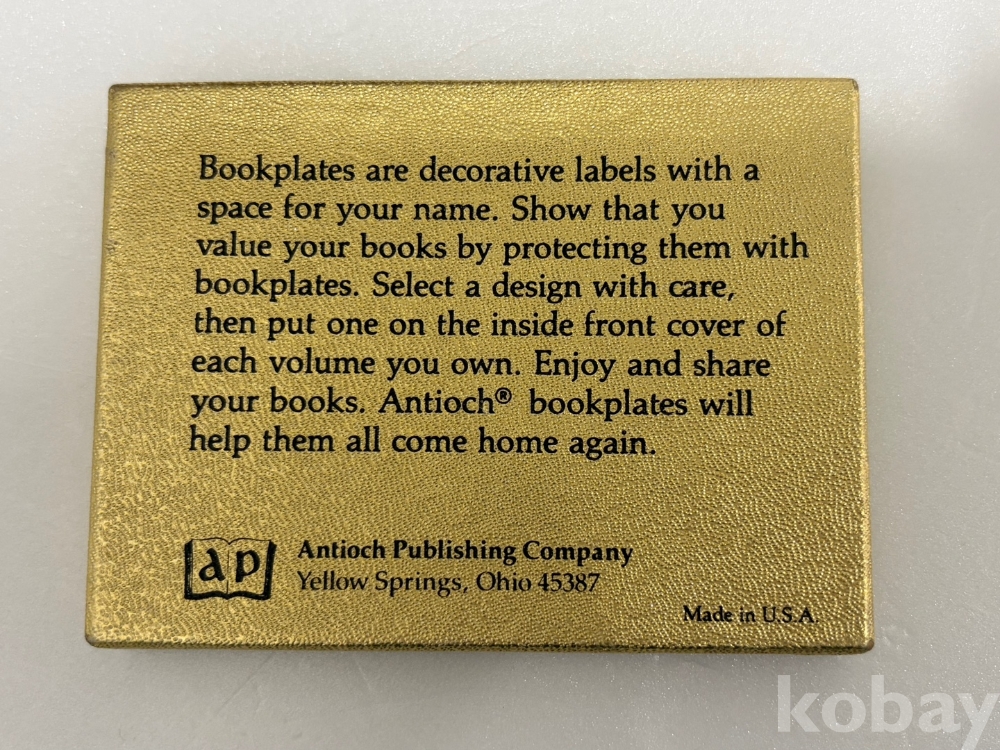 Bookplates are decorative labels with a
space for your name. Show that you
value your books by protecting them with
bookplates. Select a design with care,
then put one on the inside front cover of
each volume you own. Enjoy and share
your books. Antioch® bookplates will
help them all come home again.
ap
Antioch Publishing Company
Yellow Springs, Ohio 45387
Made in U.S.A.
kobay